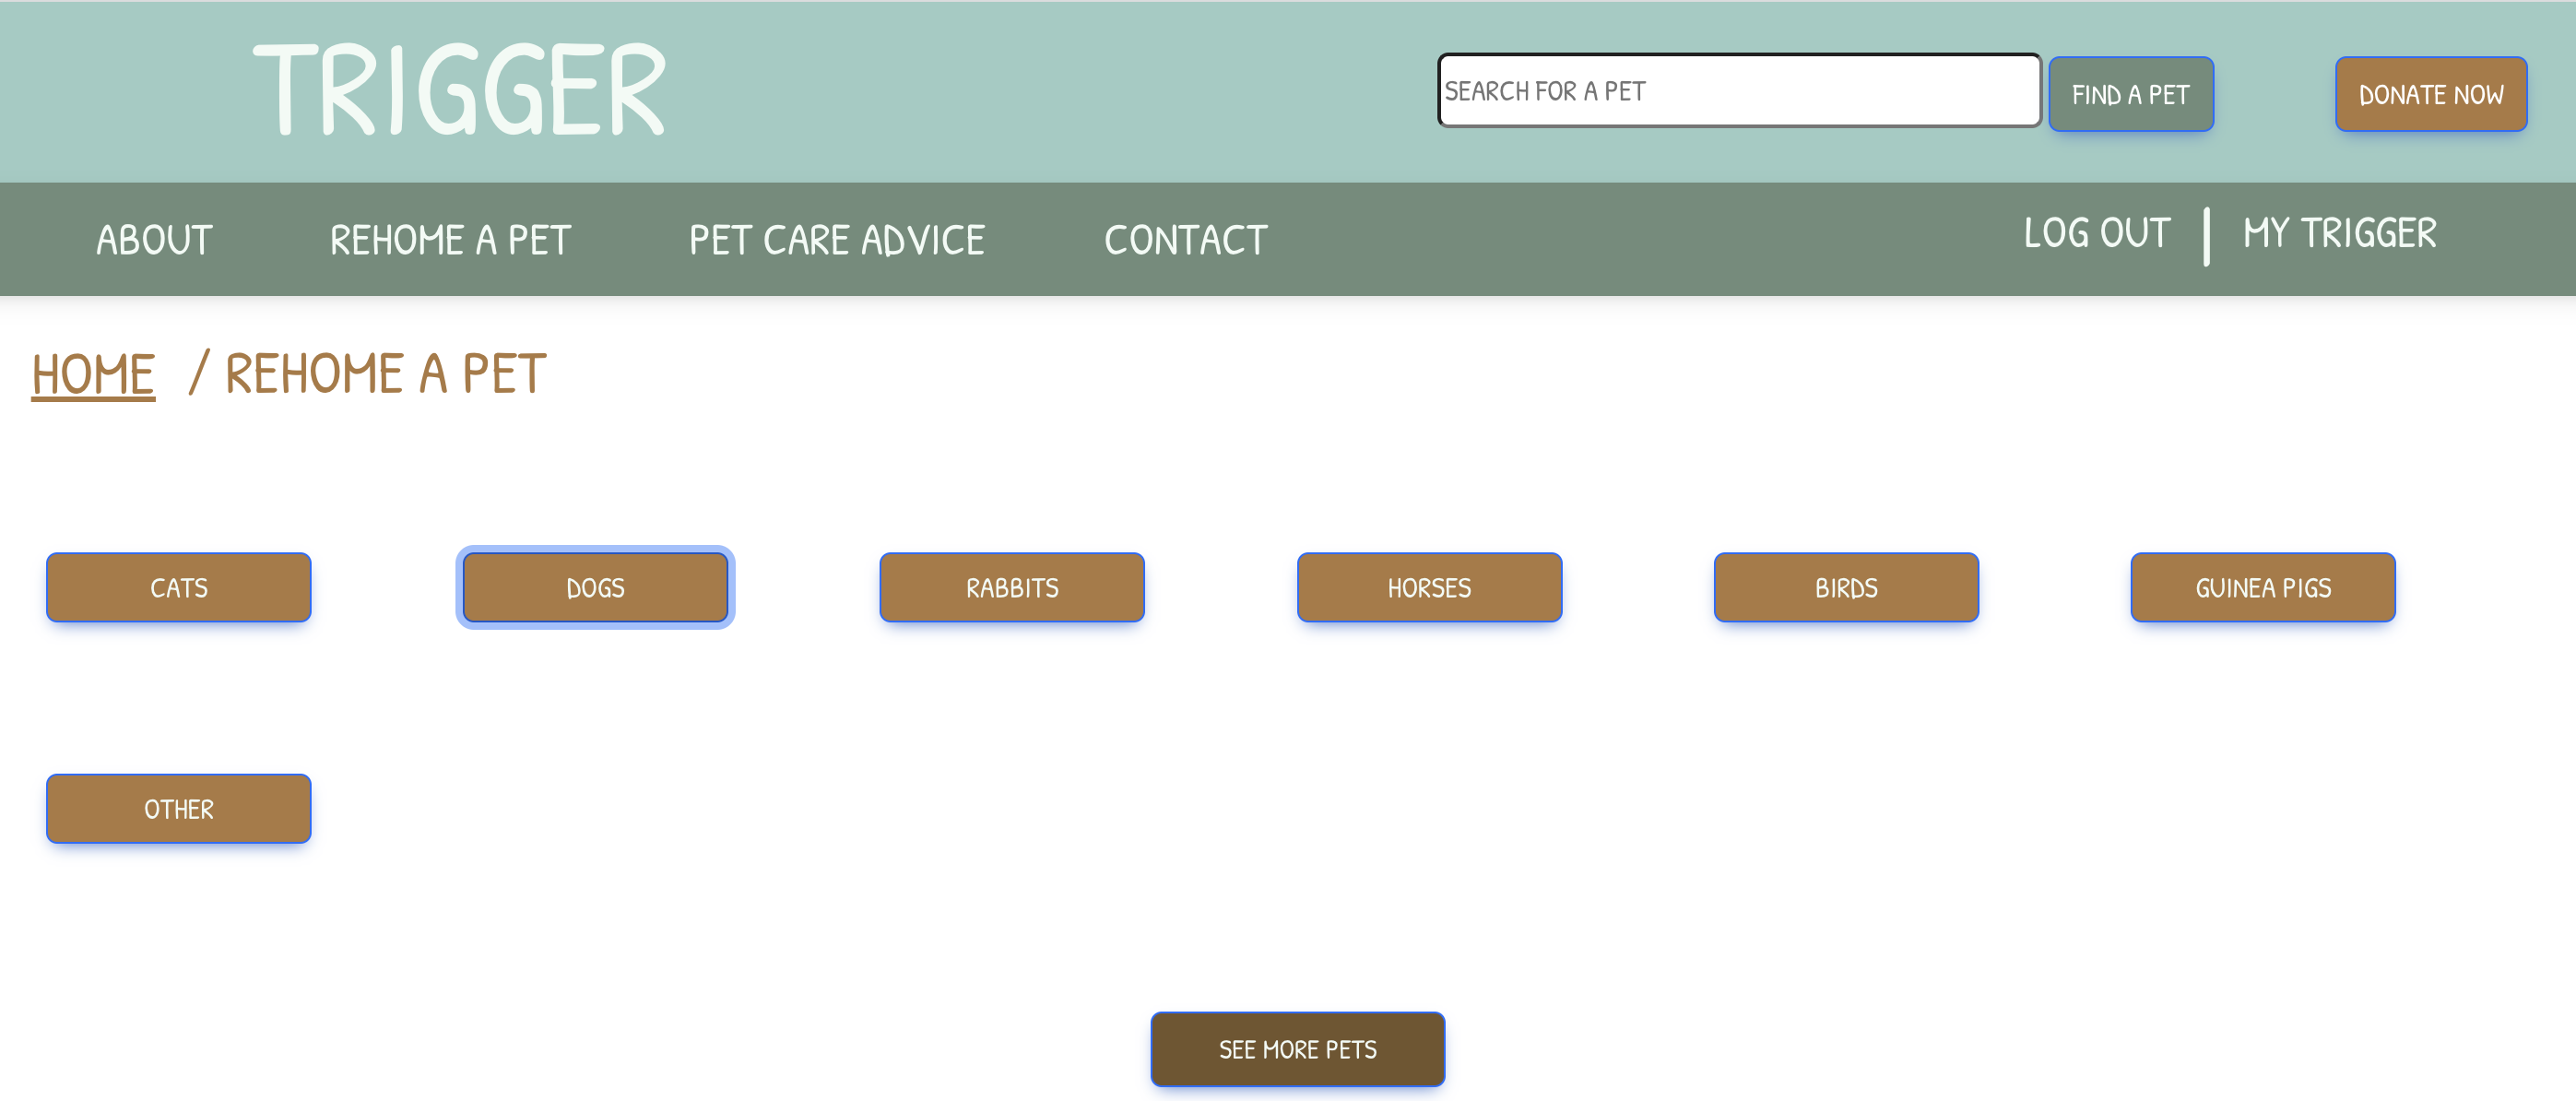 TRIGGER
SEARCH FOR A PET
FIND A PET
DONATE NOW
ABOUT REHOME A PET PET CARE ADVICE CONTACT LOG OUT | MY TRIGGER
HOME / REHOME A PET
CATS DOGS RABBITS HORSES BIRDS GUINEA PIGS
OTHER
SEE MORE PETS